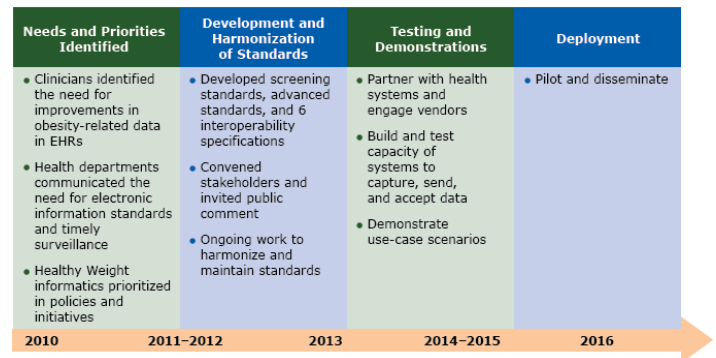 Needs and Priorities
Identified
• Clinicians identified
the need for
improvements in
obesity-related data
in EHRs
• Health departments
communicated the
need for electronic
information standards
and timely
surveillance
• Healthy Weight
informatics prioritized
in policies and
initiatives
Development and
Harmonization
of Standards
• Developed screening
standards, advanced
standards, and 6
interoperability
specifications
• Convened
stakeholders and
invited public
comment
• Ongoing work to
harmonize and
maintain standards
Testing and
Demonstrations
• Partner with health
systems and
engage vendors
• Build and test
capacity of
systems to
capture, send,
and accept data
• Demonstrate
use-case scenarios
Deployment
• Pilot and disseminate
2010 2011–2012 2013 2014–2015 2016